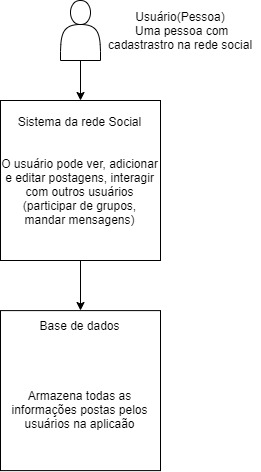 Usuário(Pessoa)
Uma pessoa com
cadastrastro na rede social
Sistema da rede Social
O usuário pode ver, adicionar
e editar postagens, interagir
com outros usuários
(participar de grupos,
mandar mensagens)
Base de dados
Armazena todas as
informações postas pelos
usuários na aplicaão